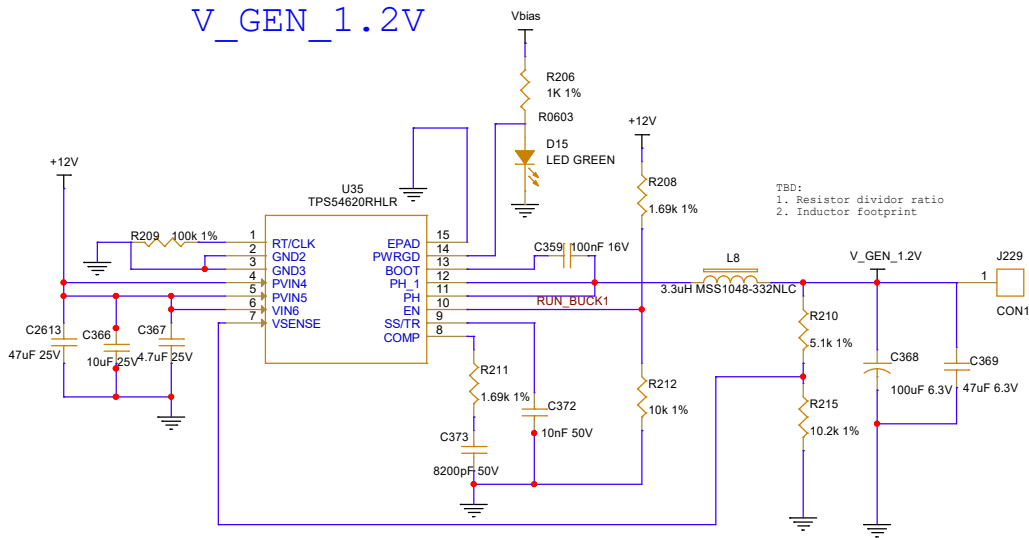 V_GEN_1.2V
Vbias
R206
1K 1%
R0603
D15
LED GREEN
+12V
+12V
R208
1.69k 1%
TBD:
1. Resistor dividor ratio
2. Inductor footprint
U35
TPS54620RHLR
R209
100k 1%
1 RT/CLK
2 GND2
3 GND3
4 PVIN4
5 PVIN5
6 VIN6
7 VSENSE
EPAD 15
PWRGD 14
BOOT 13
PH_1 12
PH 11
EN 10
SS/TR 9
COMP 8
C359
100nF 16V
RUN_BUCK1
L8
3.3uH MSS1048-332NLC
V_GEN_1.2V
J229
1
CON1
C2613
47uF 25V
C366
10uF 25V
C367
4.7uF 25V
R210
5.1k 1%
C368
100uF 6.3V
C369
47uF 6.3V
R211
1.69k 1%
C372
10nF 50V
R212
10k 1%
R215
10.2k 1%
C373
8200pF 50V